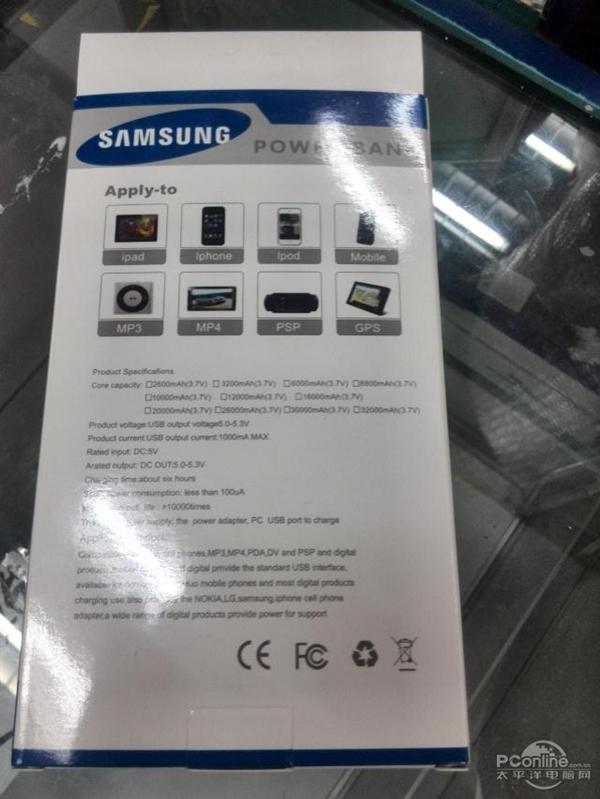 SAMSUNG
POWER BANK
Apply-to
ipad Iphone Ipod Mobile
MP3 MP4 PSP GPS
Product Specifications
Core capacity: □2600mAh(3.7V) □3200mAh(3.7V) □6000mAh(3.7V) □8800mAh(3.7V)
□10000mAh(3.7V) □12000mAh(3.7V) □16000mAh(3.7V)
□20000mAh(3.7V) □26000mAh(3.7V) □30000mAh(3.7V) □32000mAh(3.7V)
Product voltage:USB output voltage5.0-5.3V
Product current:USB output current:1000mA MAX
Rated input: DC:5V
Arated output: DC OUT:5.0-5.3V
Charging time:about six hours
power consumption: less than 100uA
life: >10000times
supply: the power adapter, PC USB port to charge
phones,MP3,MP4,PDA,DV and PSP and digital
digital pmvide the standard USB interface,
mobile phones and most digital products
charging use,also the NOKIA,LG,samsung,iphone cell phone
adapter,a wide range of digital products provide power for support
CE FC
PConline.com.cn
太平洋电脑网